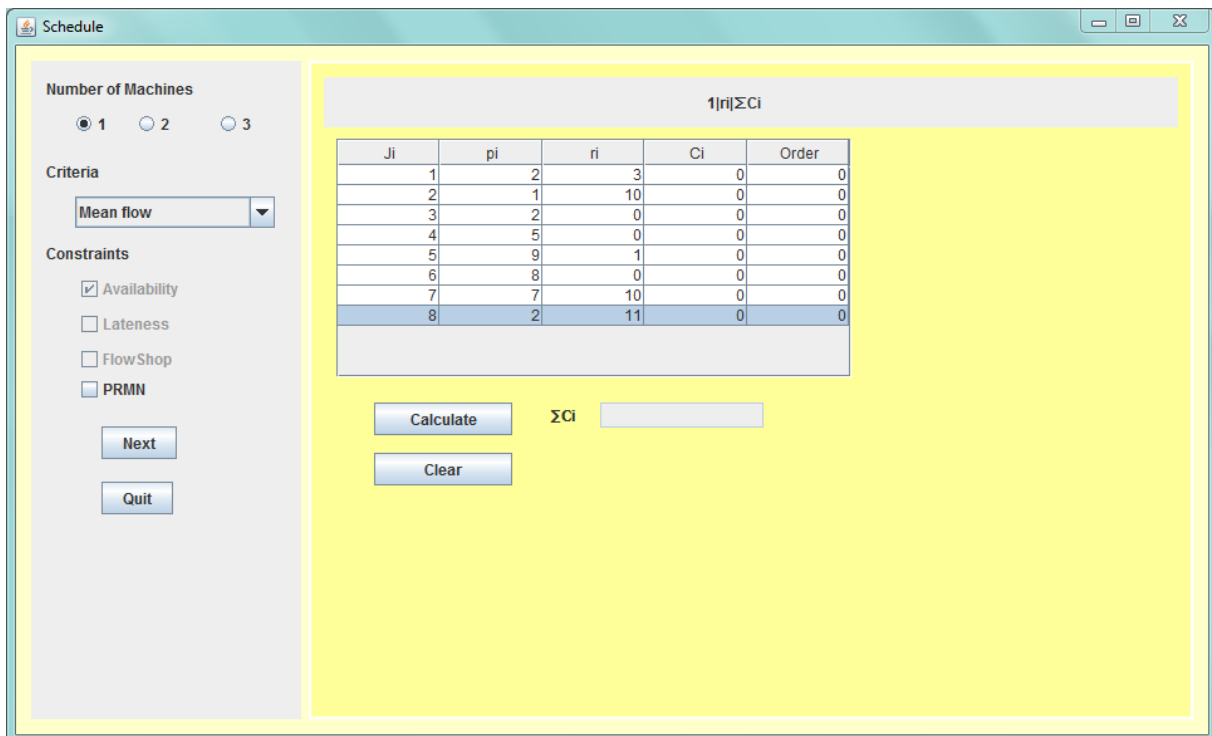 Schedule
Number of Machines
1 2 3
Criteria
Mean flow
Constraints
Availability
Lateness
FlowShop
PRMN
Next
Quit
1|ri|ΣCi
Ji pi ri Ci Order
1 2 3 0 0
2 1 10 0 0
3 2 0 0 0
4 5 0 0 0
5 9 1 0 0
6 8 0 0 0
7 7 10 0 0
8 2 11 0 0
Calculate ΣCi
Clear